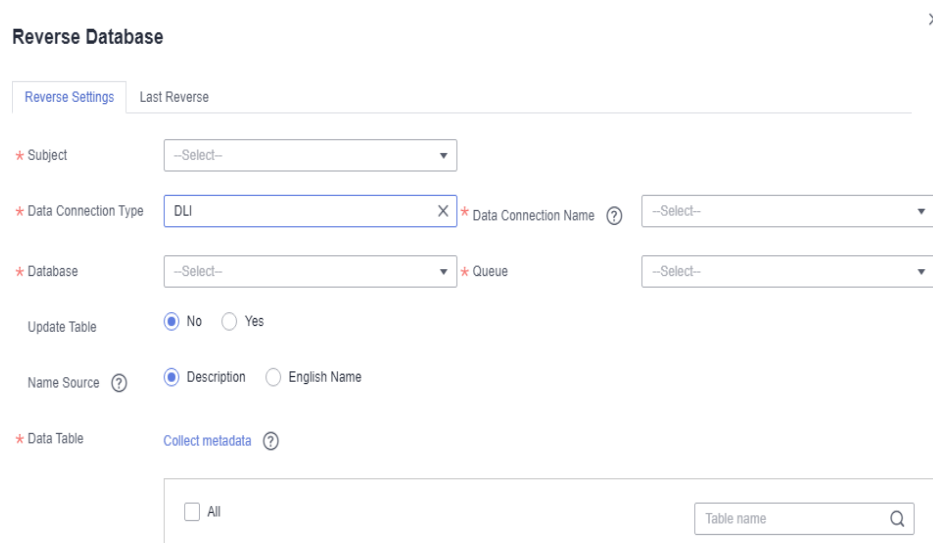 Reverse Database
Reverse Settings Last Reverse
* Subject --Select--
* Data Connection Type DLI * Data Connection Name ? --Select--
* Database --Select-- * Queue --Select--
Update Table No Yes
Name Source ? Description English Name
* Data Table Collect metadata ?
All Table name